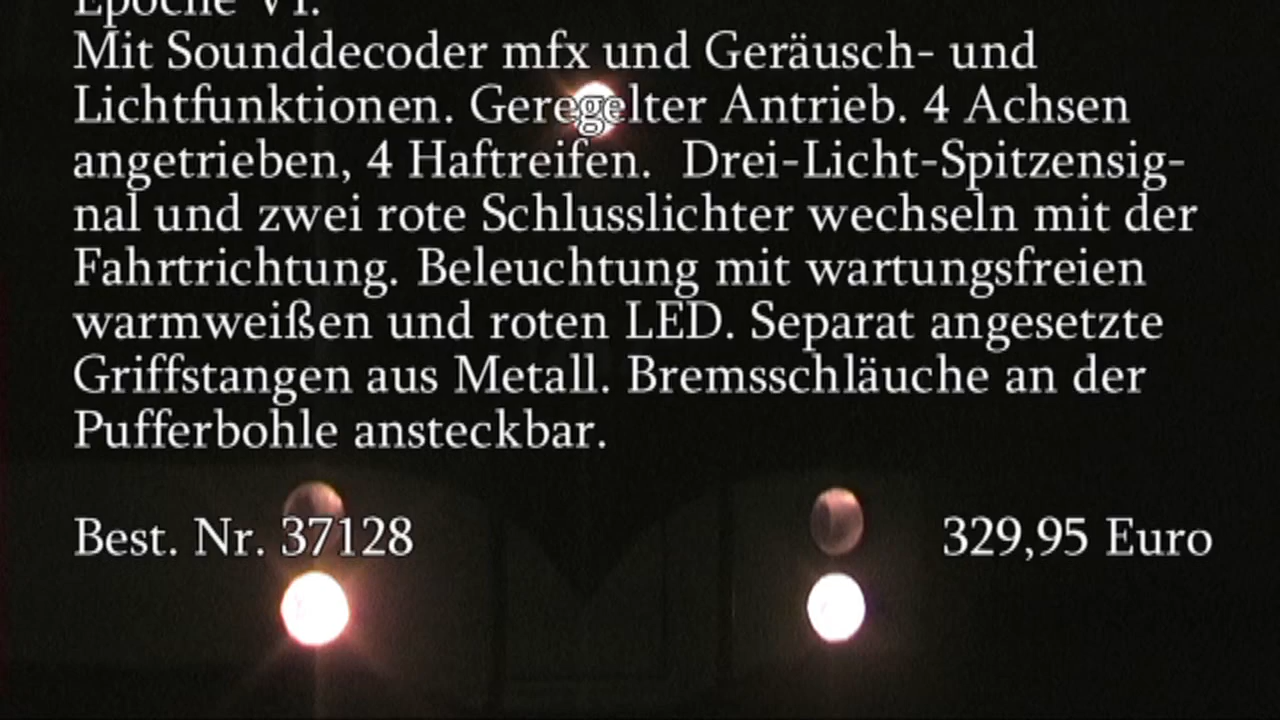 Epoche VI.
Mit Sounddecoder mfx und Geräusch- und
Lichtfunktionen. Geregelter Antrieb. 4 Achsen
angetrieben, 4 Haftreifen. Drei-Licht-Spitzensig-
nal und zwei rote Schlusslichter wechseln mit der
Fahrtrichtung. Beleuchtung mit wartungsfreien
warmweißen und roten LED. Separat angesetzte
Griffstangen aus Metall. Bremsschläuche an der
Pufferbohle ansteckbar.
Best. Nr. 37128 329,95 Euro